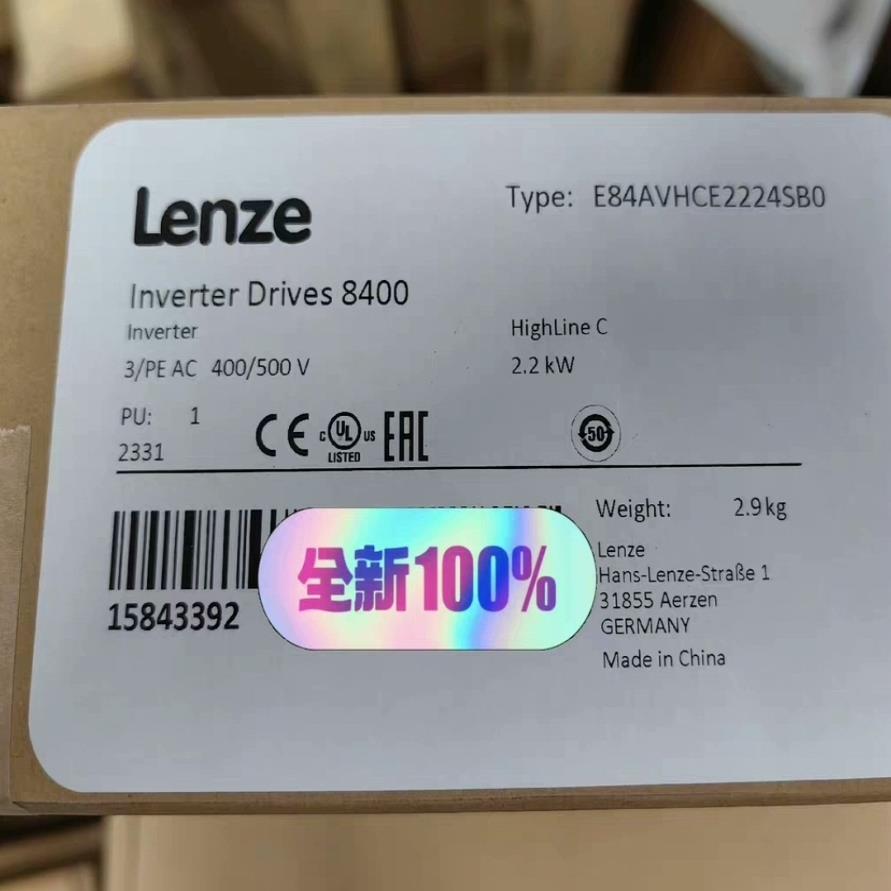 Lenze
Type: E84AVHCE2224SB0
Inverter Drives 8400
Inverter
HighLine C
3/PE AC 400/500 V
2.2 kW
PU: 1
2331
CE
C UL US
LISTED
EAC
50
Weight: 2.9kg
15843392
全新100%
Lenze
Hans-Lenze-Straße 1
31855 Aerzen
GERMANY
Made in China